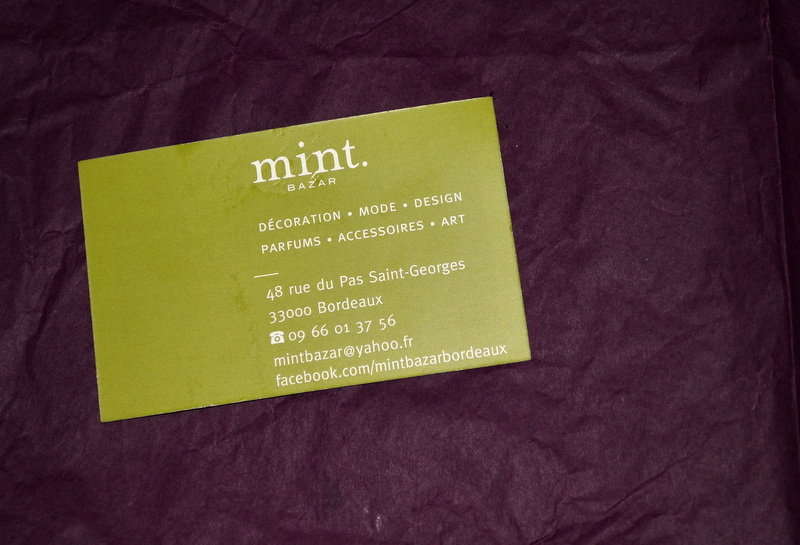 mint.
BAZAR
DÉCORATION • MODE • DESIGN
PARFUMS • ACCESSOIRES • ART
48 rue du Pas Saint-Georges
33000 Bordeaux
☎ 09 66 01 37 56
mintbazar@yahoo.fr
facebook.com/mintbazarbordeaux